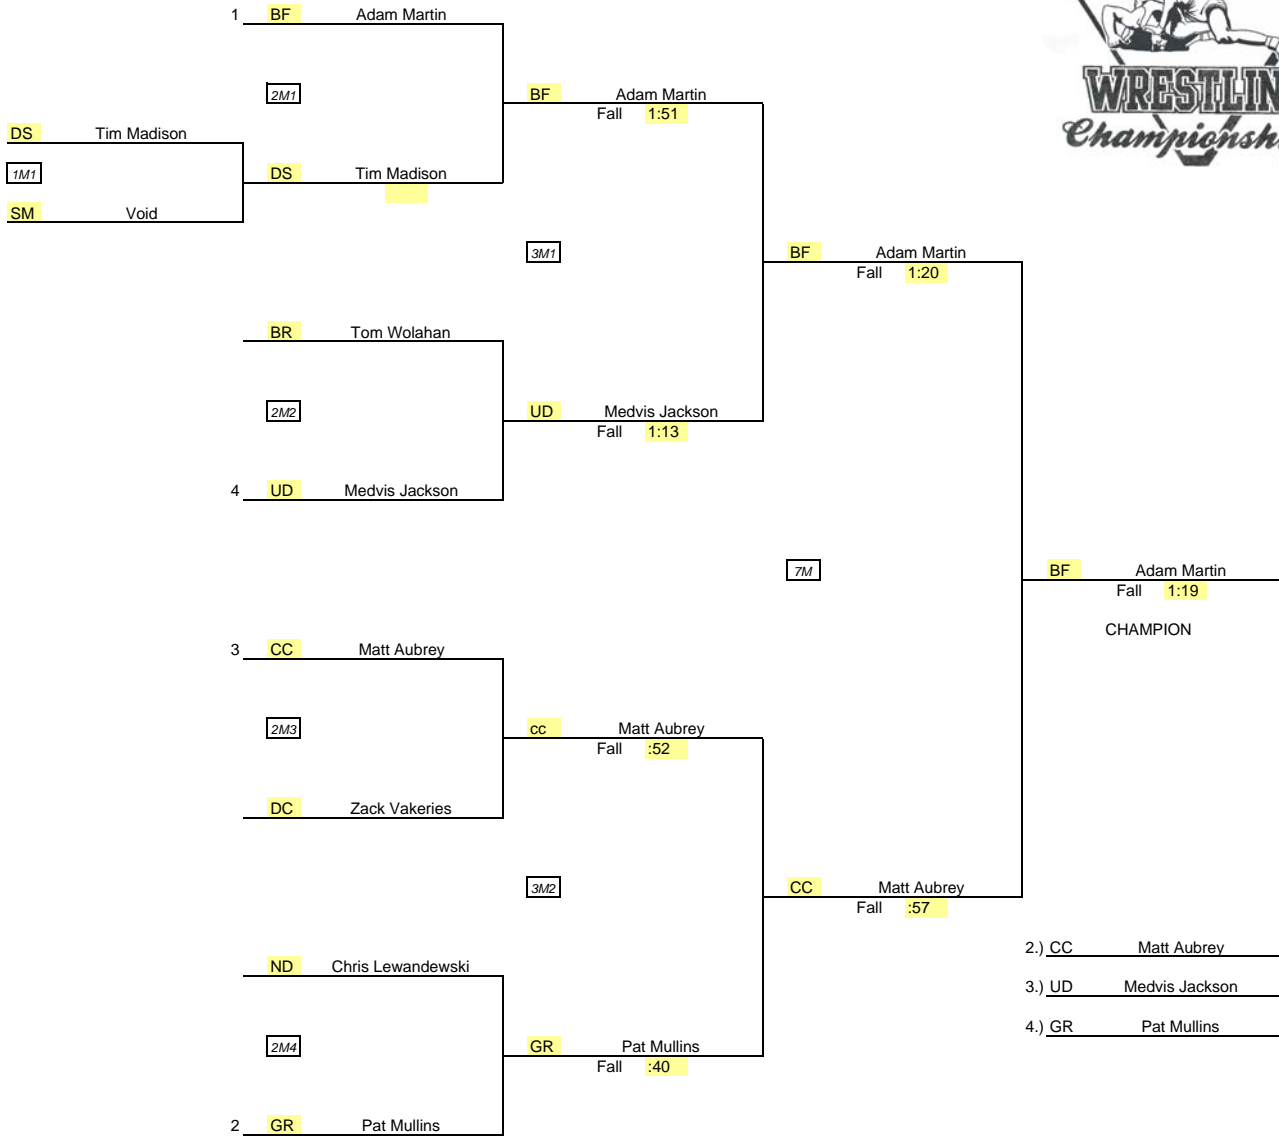 1 BF Adam Martin
2M1
BF Adam Martin
Fall 1:51
WRESTLIN
Championsh
DS Tim Madison
1M1
DS Tim Madison
SM Void
3M1
BF Adam Martin
Fall 1:20
BR Tom Wolahan
2M2
UD Medvis Jackson
Fall 1:13
4 UD Medvis Jackson
7M
BF Adam Martin
Fall 1:19
CHAMPION
3 CC Matt Aubrey
2M3
cc Matt Aubrey
Fall :52
DC Zack Vakeries
3M2
CC Matt Aubrey
Fall :57
2.) CC Matt Aubrey
ND Chris Lewandewski
3.) UD Medvis Jackson
4.) GR Pat Mullins
2M4
GR Pat Mullins
Fall :40
2 GR Pat Mullins